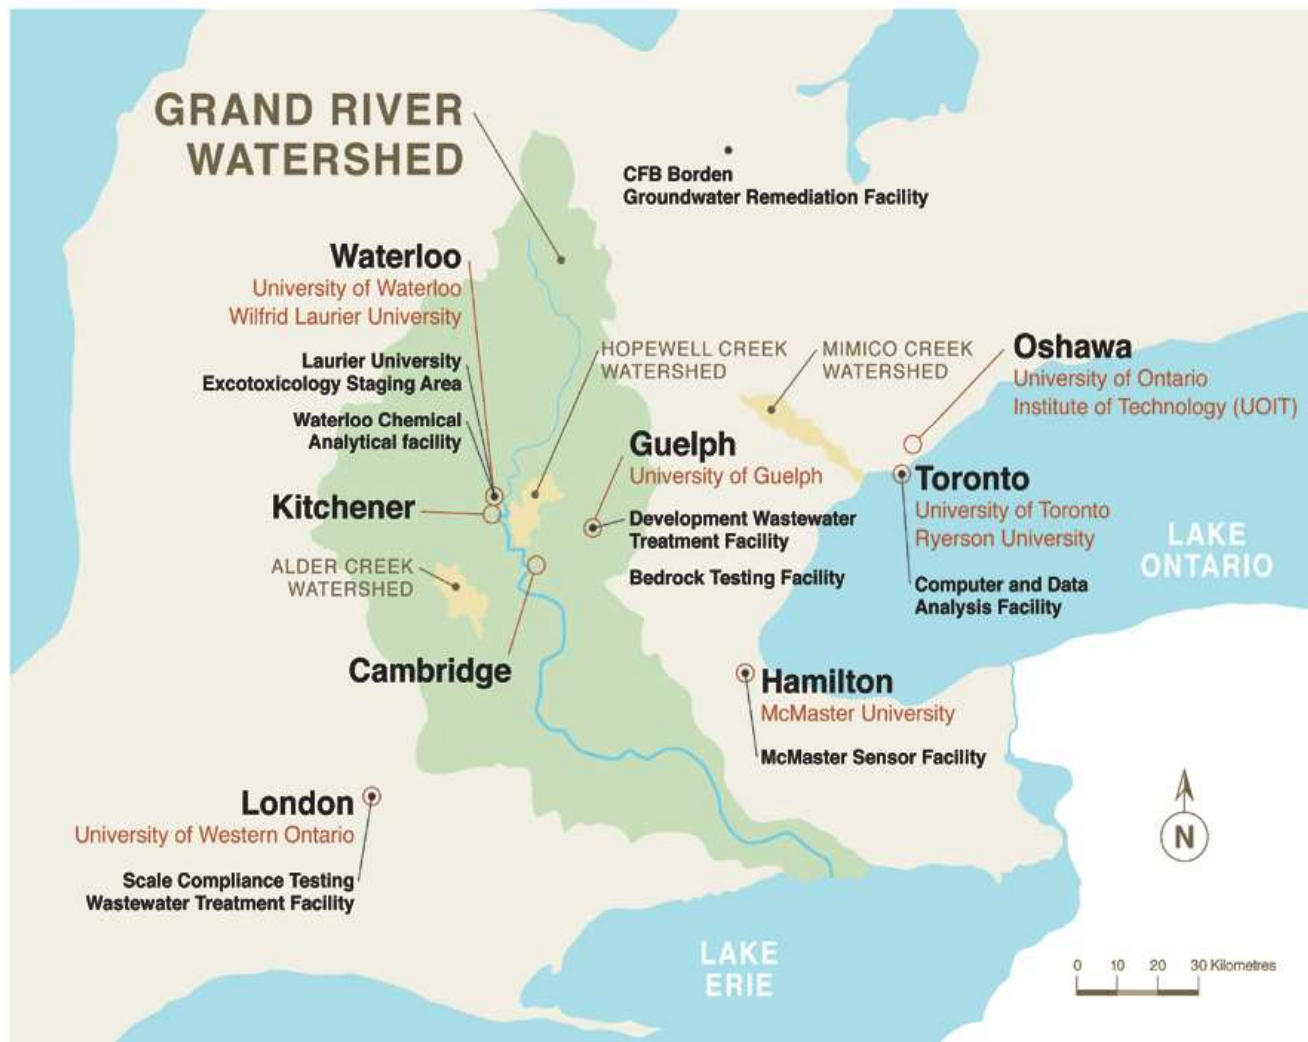 GRAND RIVER
WATERSHED
CFB Borden
Groundwater Remediation Facility
Waterloo
University of Waterloo
Wilfrid Laurier University
Laurier University
Excotoxicology Staging Area
Waterloo Chemical
Analytical facility
HOPEWELL CREEK
WATERSHED
MIMICO CREEK
WATERSHED
Oshawa
University of Ontario
Institute of Technology (UOIT)
Guelph
University of Guelph
Development Wastewater
Treatment Facility
Bedrock Testing Facility
Toronto
University of Toronto
Ryerson University
Computer and Data
Analysis Facility
LAKE
ONTARIO
Kitchener
ALDER CREEK
WATERSHED
Cambridge
Hamilton
McMaster University
McMaster Sensor Facility
London
University of Western Ontario
Scale Compliance Testing
Wastewater Treatment Facility
LAKE
ERIE
N
0 10 20 30 Kilometres